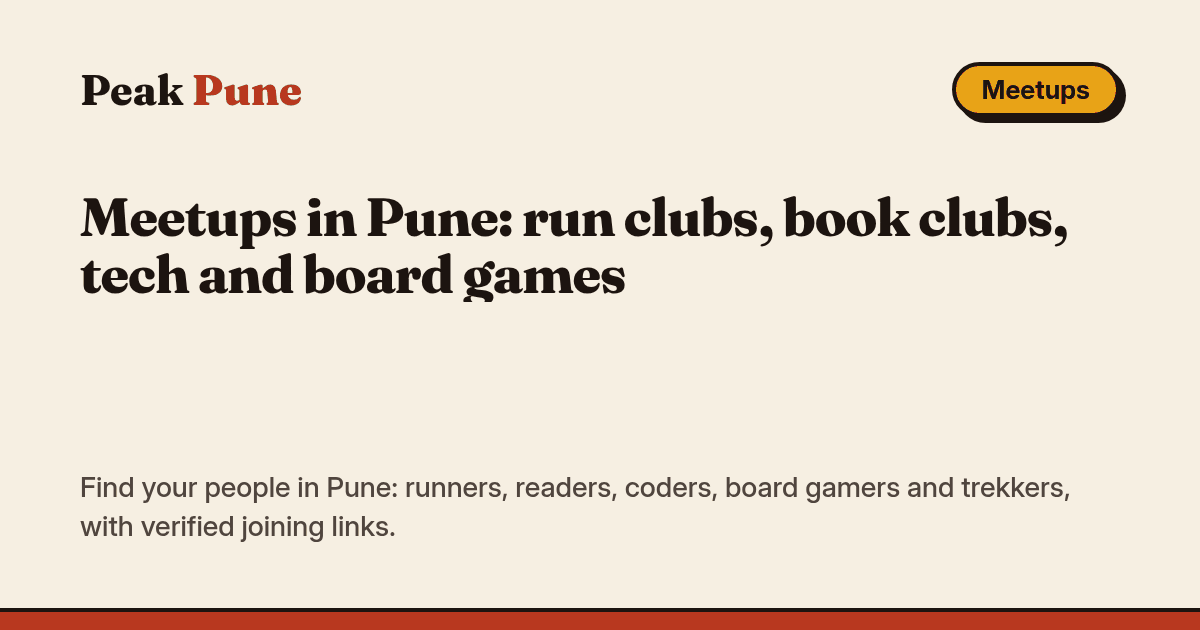 Peak Pune
Meetups
Meetups in Pune: run clubs, book clubs,
tech and board games
Find your people in Pune: runners, readers, coders, board gamers and trekkers,
with verified joining links.